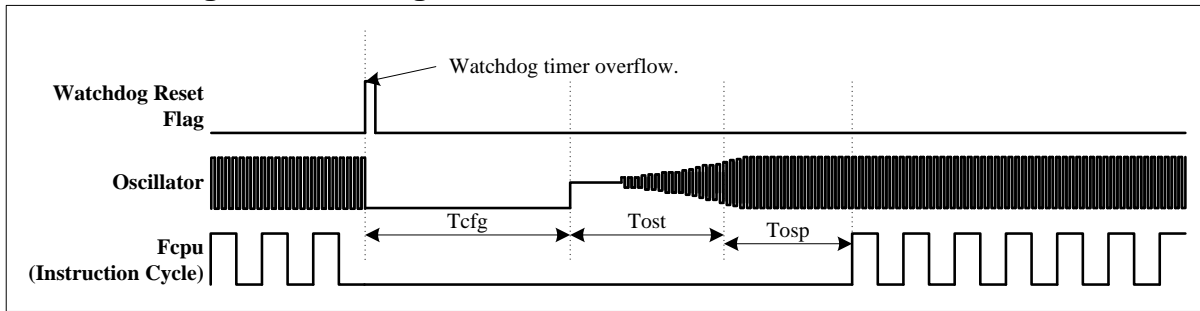 Watchdog timer overflow.
Watchdog Reset
Flag
Oscillator
Tcfg
Tost
Tosp
Fcpu
(Instruction Cycle)